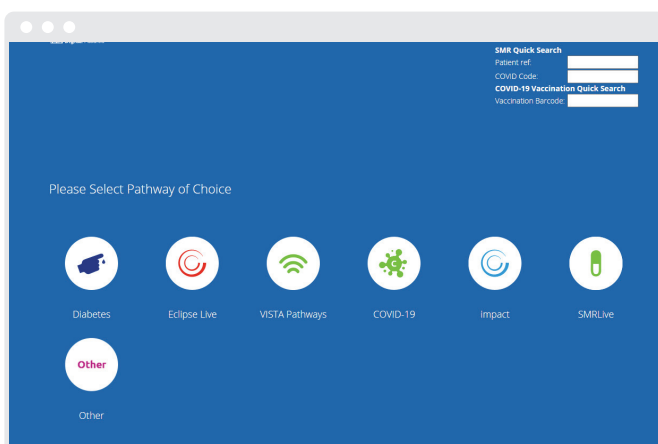 SMR Quick Search
Patient ref:
COVID Code:
COVID-19 Vaccination Quick Search
Vaccination Barcode:
Please Select Pathway of Choice
Diabetes
Eclipse Live
VISTA Pathways
COVID-19
Impact
SMRLive
Other
Other